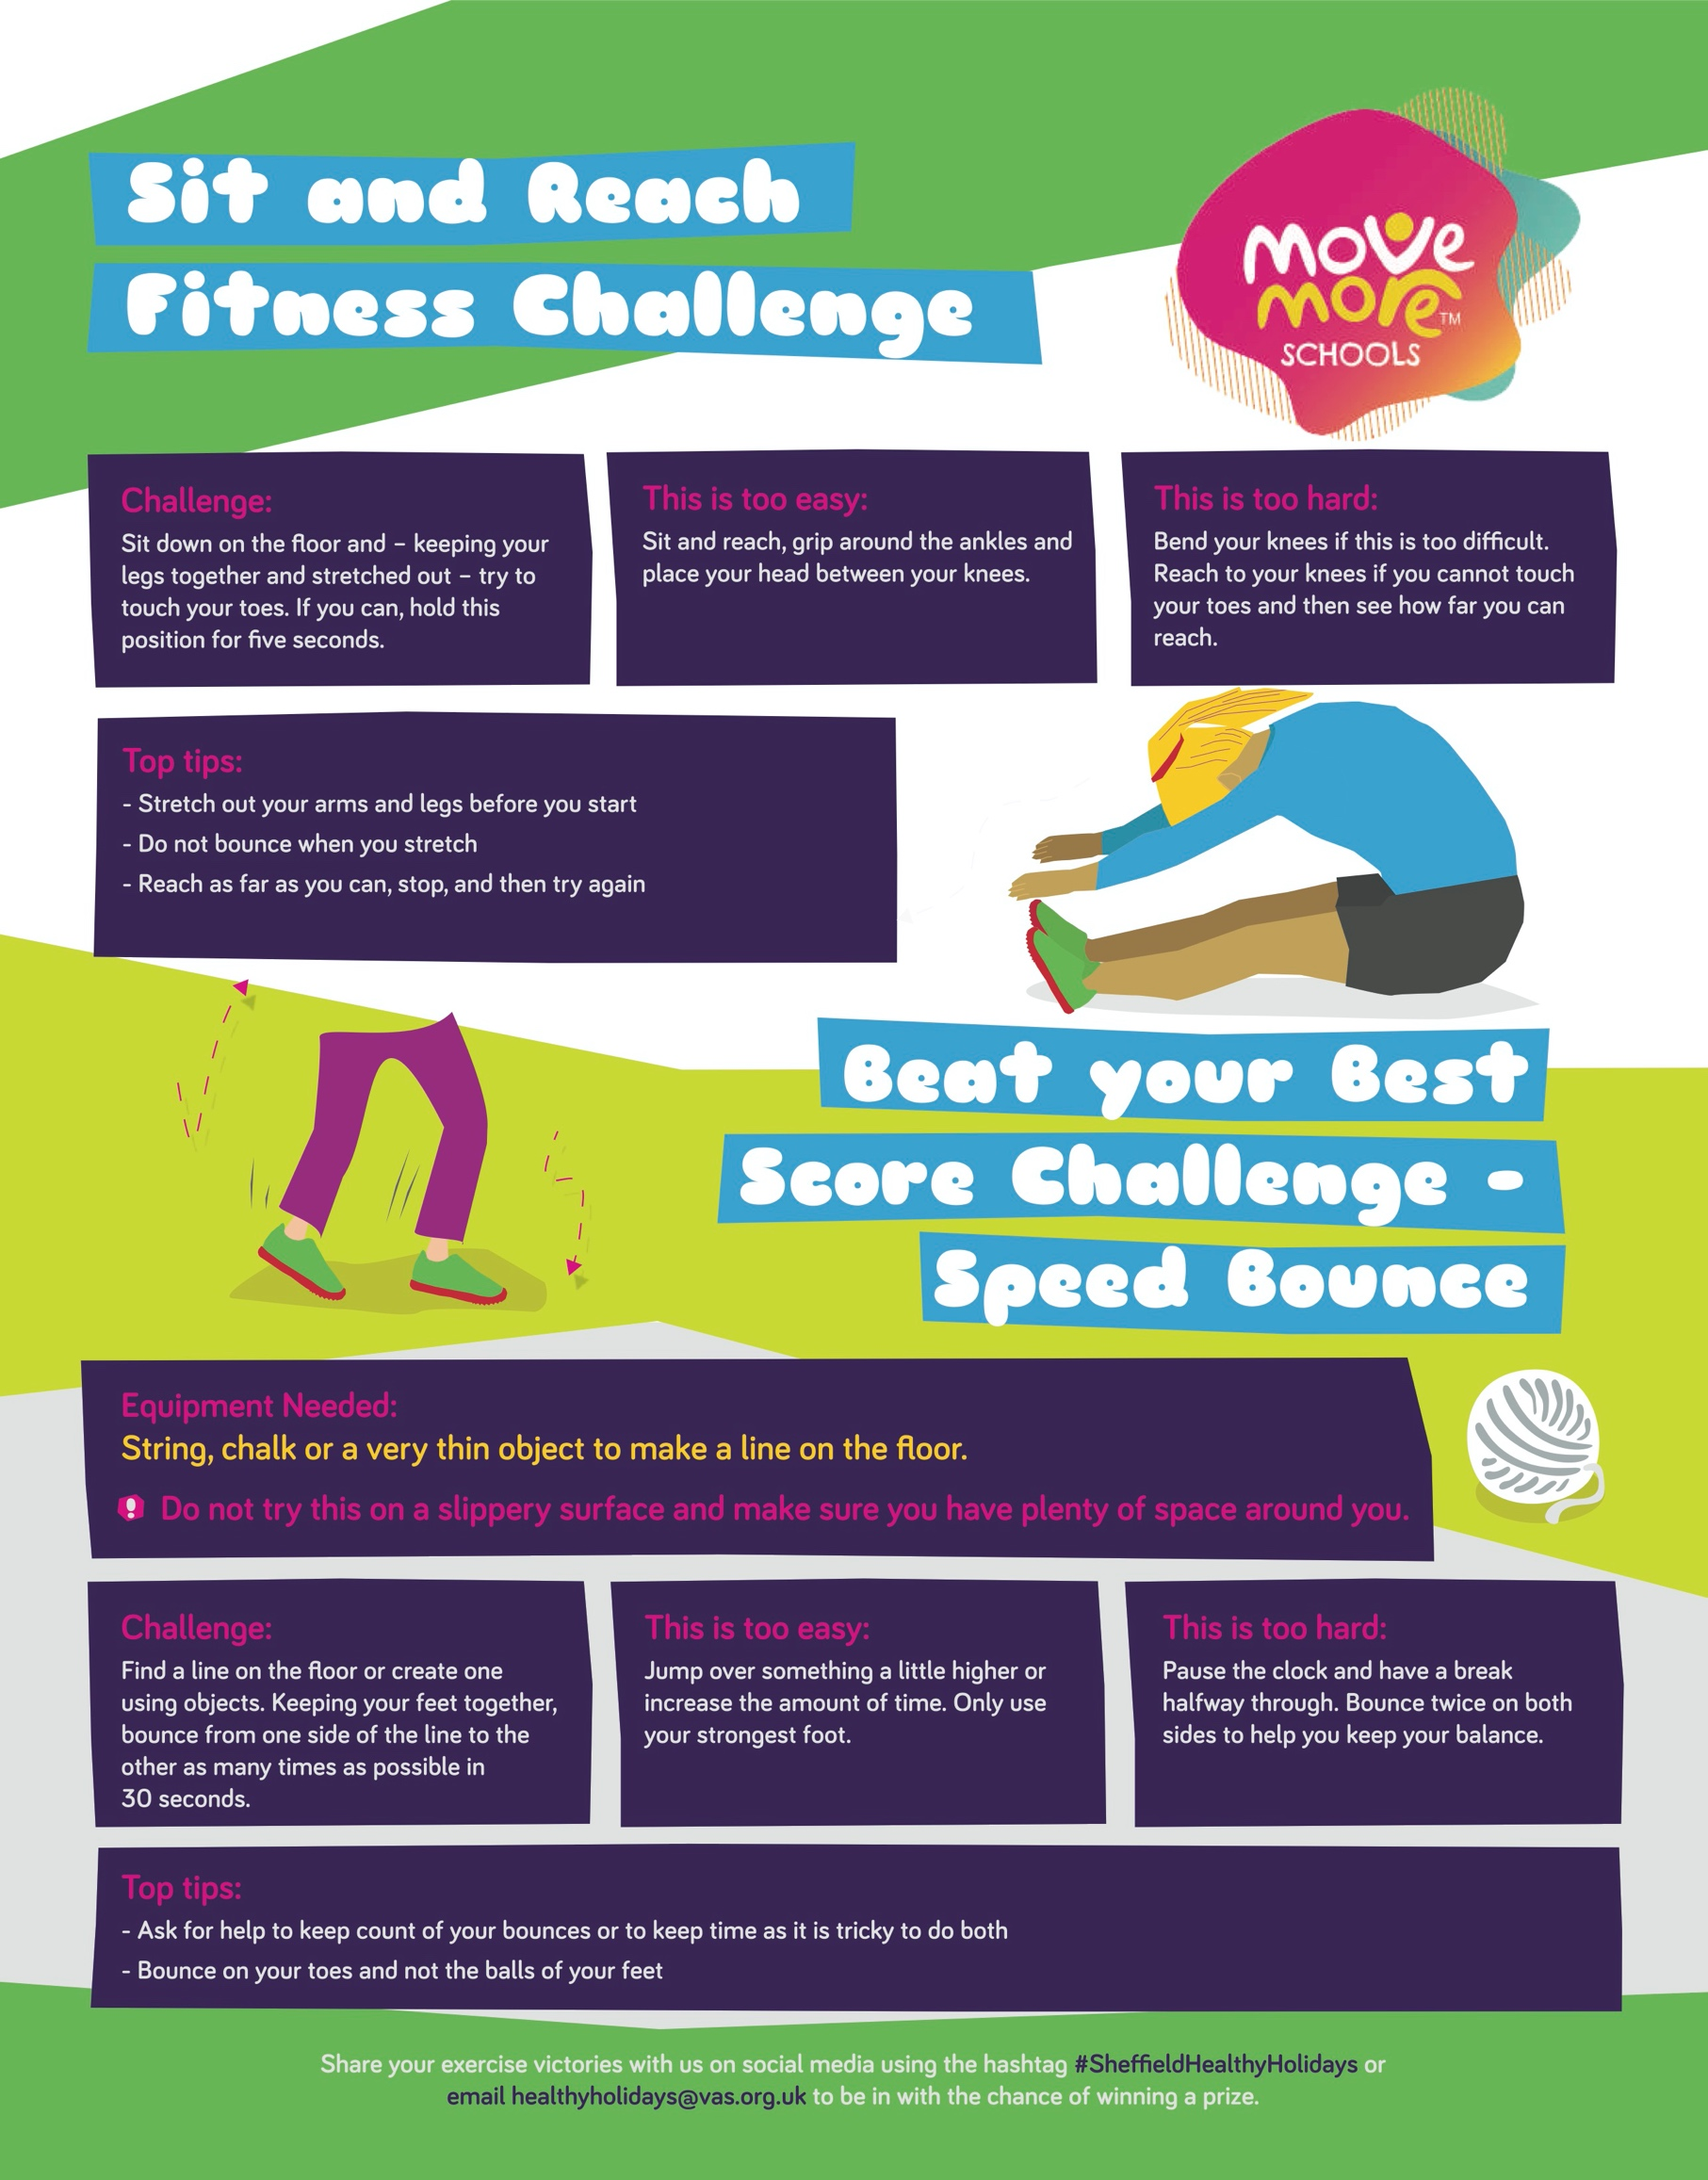 Sit and Reach
Fitness Challenge
move
more™
SCHOOLS
Challenge:
Sit down on the floor and – keeping your
legs together and stretched out – try to
touch your toes. If you can, hold this
position for five seconds.
This is too easy:
Sit and reach, grip around the ankles and
place your head between your knees.
This is too hard:
Bend your knees if this is too difficult.
Reach to your knees if you cannot touch
your toes and then see how far you can
reach.
Top tips:
- Stretch out your arms and legs before you start
- Do not bounce when you stretch
- Reach as far as you can, stop, and then try again
Beat your Best
Score Challenge -
Speed Bounce
Equipment Needed:
String, chalk or a very thin object to make a line on the floor.
! Do not try this on a slippery surface and make sure you have plenty of space around you.
Challenge:
Find a line on the floor or create one
using objects. Keeping your feet together,
bounce from one side of the line to the
other as many times as possible in
30 seconds.
This is too easy:
Jump over something a little higher or
increase the amount of time. Only use
your strongest foot.
This is too hard:
Pause the clock and have a break
halfway through. Bounce twice on both
sides to help you keep your balance.
Top tips:
- Ask for help to keep count of your bounces or to keep time as it is tricky to do both
- Bounce on your toes and not the balls of your feet
Share your exercise victories with us on social media using the hashtag #SheffieldHealthyHolidays or
email healthyholidays@vas.org.uk to be in with the chance of winning a prize.